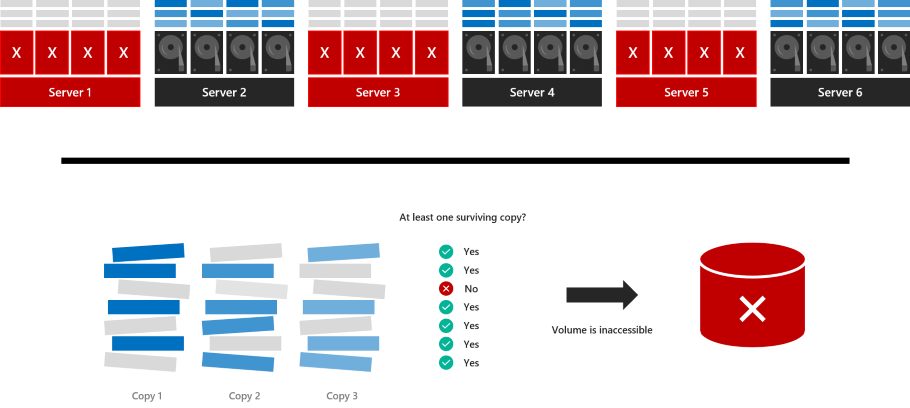 X X X X
X X X X
X X X X
Server 1 Server 2 Server 3 Server 4 Server 5 Server 6
At least one surviving copy?
Yes
Yes
No
Yes
Yes
Yes
Yes
Volume is inaccessible
Copy 1 Copy 2 Copy 3